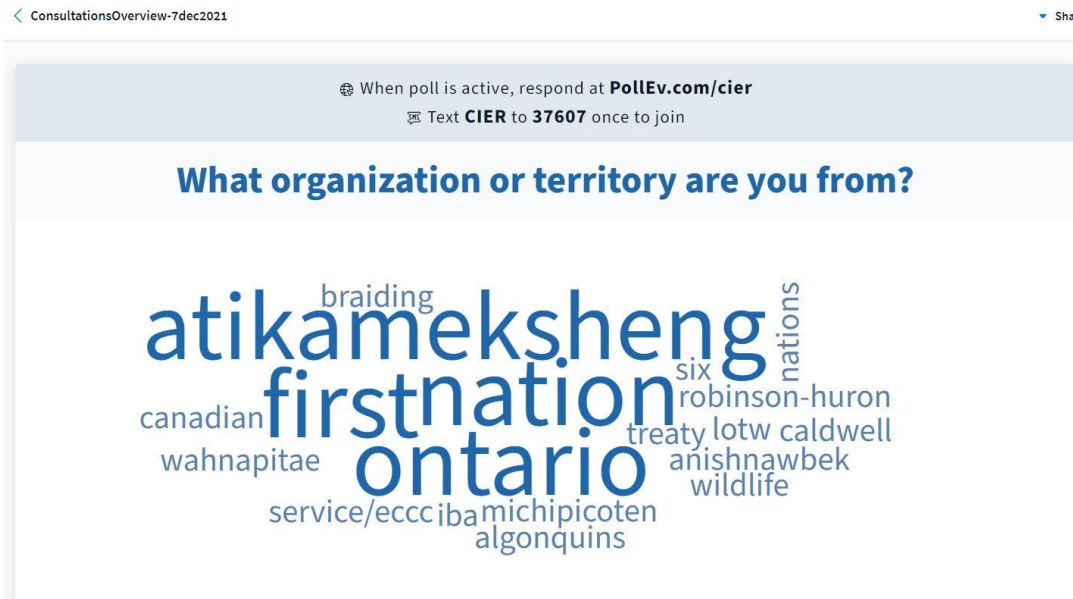 ConsultationsOverview-7dec2021
Sha
When poll is active, respond at PollEv.com/cier
Text CIER to 37607 once to join
What organization or territory are you from?
braiding
nations
atikameksheng
six
firstnation
robinson-huron
canadian
treaty lotw caldwell
wahnapitae
ontario
anishnawbek
wildlife
service/eccc iba michipicoten
algonquins